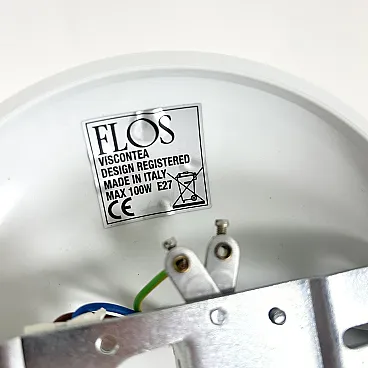 FLOS
VISCONTEA
DESIGN REGISTERED
MADE IN ITALY
MAX 100W E27
CE